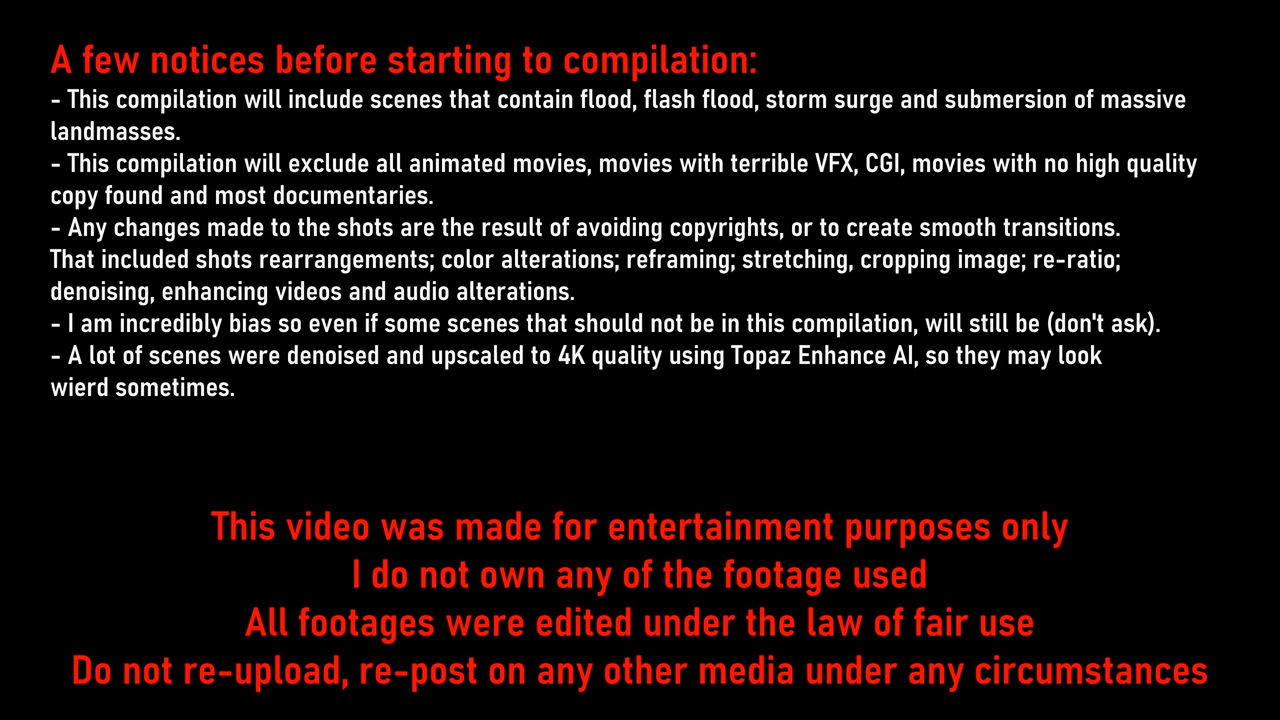 A few notices before starting to compilation:
- This compilation will include scenes that contain flood, flash flood, storm surge and submersion of massive
landmasses.
- This compilation will exclude all animated movies, movies with terrible VFX, CGI, movies with no high quality
copy found and most documentaries.
- Any changes made to the shots are the result of avoiding copyrights, or to create smooth transitions.
That included shots rearrangements; color alterations; reframing; stretching, cropping image; re-ratio;
denoising, enhancing videos and audio alterations.
- I am incredibly bias so even if some scenes that should not be in this compilation, will still be (don't ask).
- A lot of scenes were denoised and upscaled to 4K quality using Topaz Enhance AI, so they may look
wierd sometimes.
This video was made for entertainment purposes only
I do not own any of the footage used
All footages were edited under the law of fair use
Do not re-upload, re-post on any other media under any circumstances